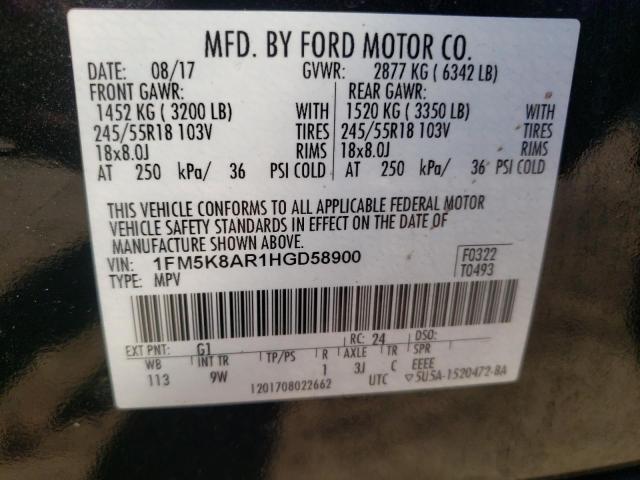 MFD. BY FORD MOTOR CO.
DATE: 08/17 GVWR: 2877 KG ( 6342 LB)
FRONT GAWR: REAR GAWR:
1452 KG ( 3200 LB) WITH 1520 KG ( 3350 LB) WITH
245/55R18 103V TIRES 245/55R18 103V TIRES
18x8.0J RIMS 18x8.0J RIMS
AT 250 kPa/ 36 PSI COLD AT 250 kPa/ 36 PSI COLD
THIS VEHICLE CONFORMS TO ALL APPLICABLE FEDERAL MOTOR
VEHICLE SAFETY STANDARDS IN EFFECT ON THE DATE OF
MANUFACTURE SHOWN ABOVE.
VIN: 1FM5K8AR1HGD58900 F0322
TYPE: MPV T0493
EXT PNT: G1 RC: 24 DSO:
WB INT TR TP/PS R AXLE TR SPR
113 9W 1 3J C EEEE
1201708022662 UTC ▽5U5A-1520472-BA